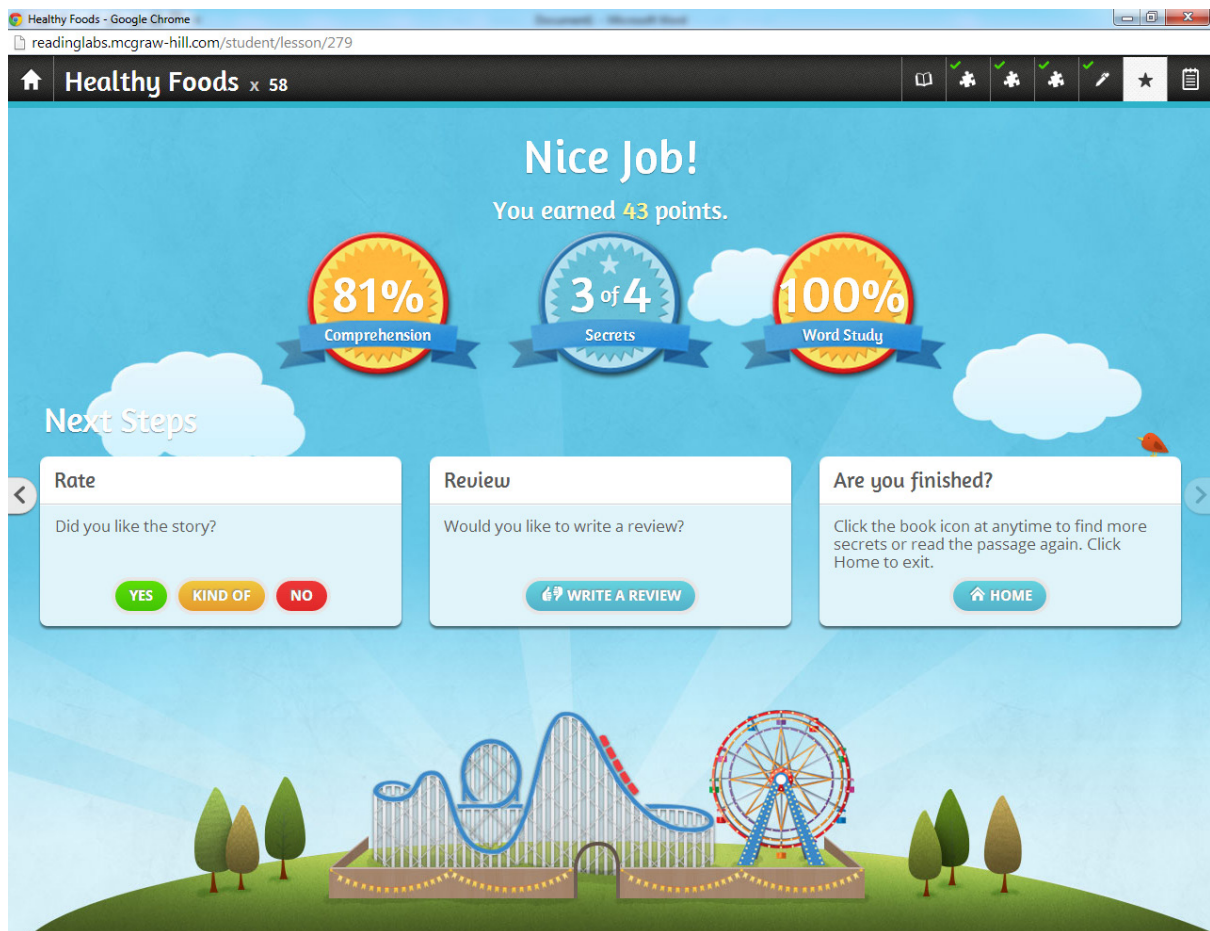 Healthy Foods - Google Chrome
readinglabs.mcgraw-hill.com/student/lesson/279
Healthy Foods x 58
Nice Job!
You earned 43 points.
81%
Comprehension
3 of 4
Secrets
100%
Word Study
Next Steps
Rate
Did you like the story?
YES
KIND OF
NO
Review
Would you like to write a review?
WRITE A REVIEW
Are you finished?
Click the book icon at anytime to find more
secrets or read the passage again. Click
Home to exit.
HOME